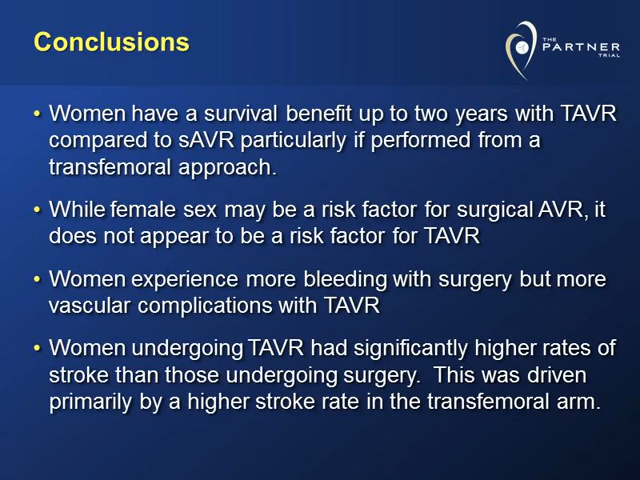 Conclusions
THE
PARTNER
TRIAL
• Women have a survival benefit up to two years with TAVR
compared to sAVR particularly if performed from a
transfemoral approach.
• While female sex may be a risk factor for surgical AVR, it
does not appear to be a risk factor for TAVR
• Women experience more bleeding with surgery but more
vascular complications with TAVR
• Women undergoing TAVR had significantly higher rates of
stroke than those undergoing surgery.  This was driven
primarily by a higher stroke rate in the transfemoral arm.